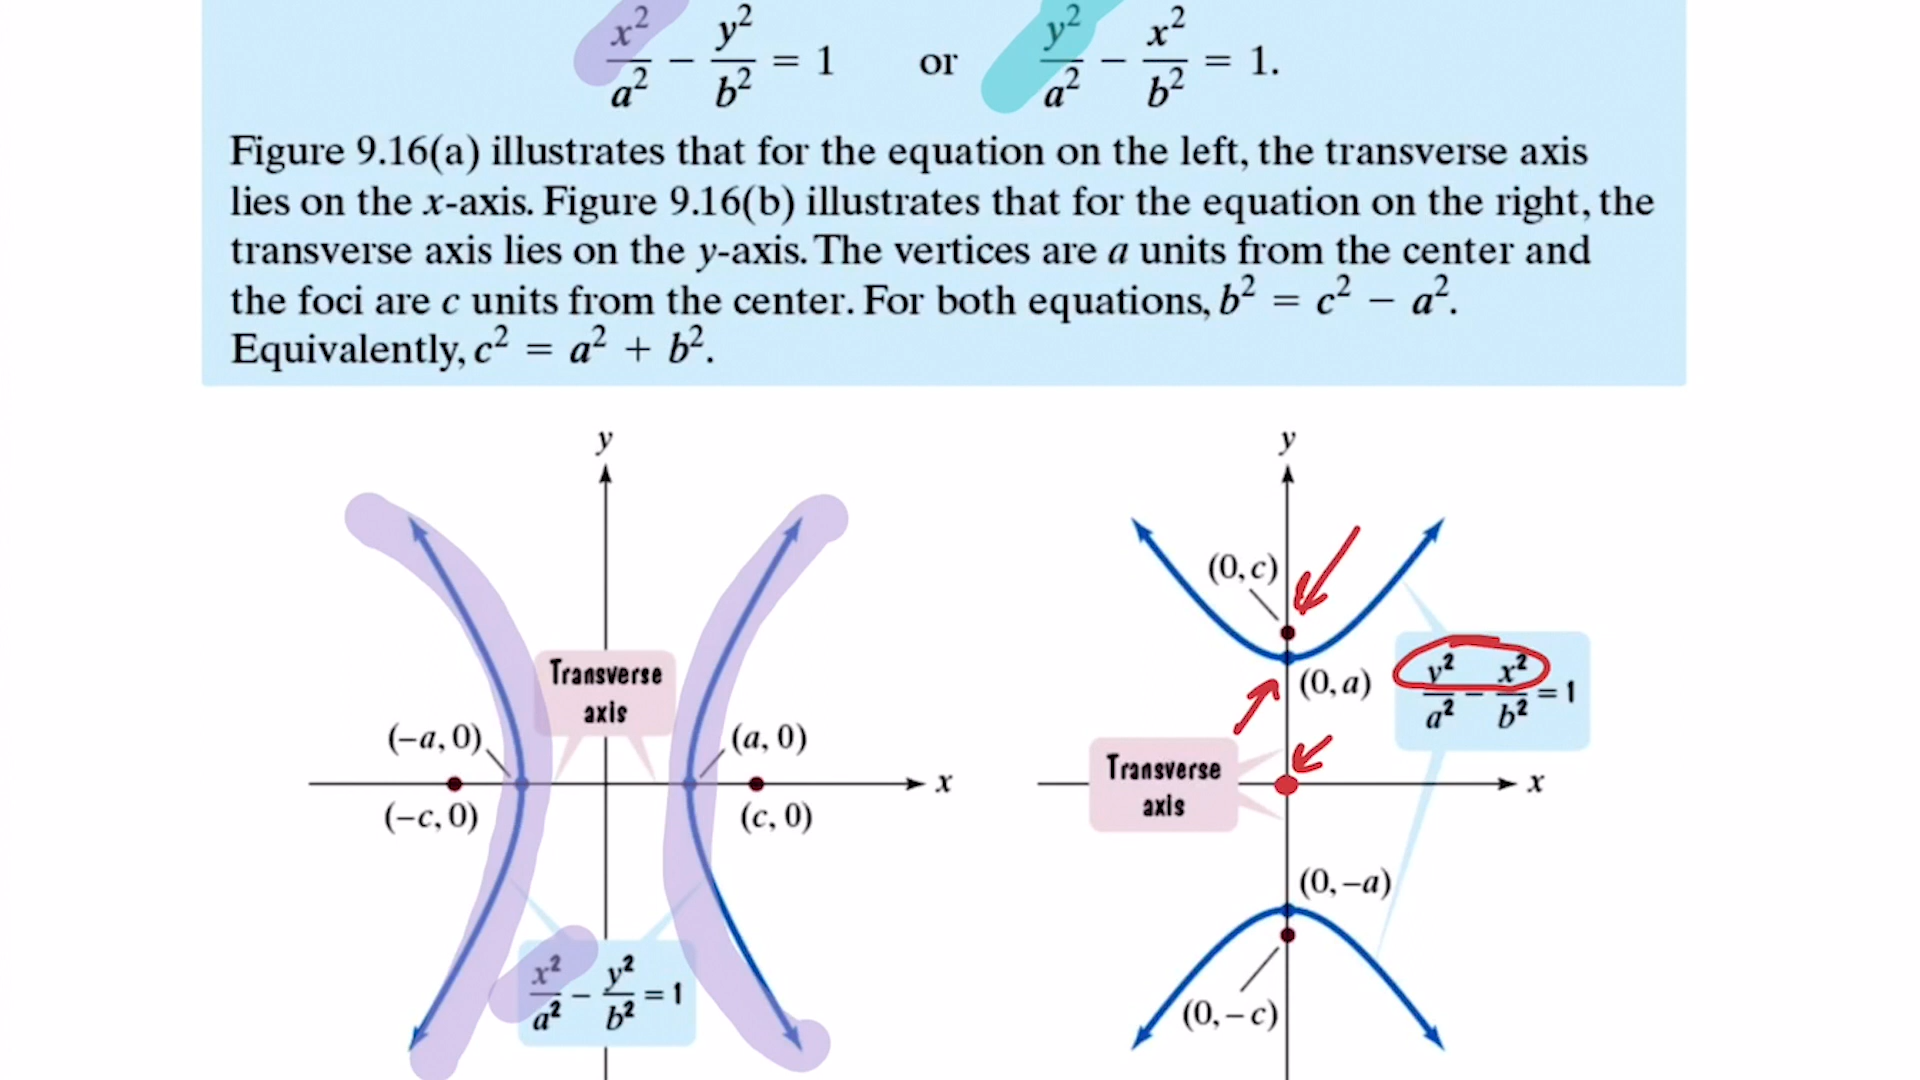 x²/a² − y²/b² = 1 or y²/a² − x²/b² = 1.
Figure 9.16(a) illustrates that for the equation on the left, the transverse axis
lies on the x-axis. Figure 9.16(b) illustrates that for the equation on the right, the
transverse axis lies on the y-axis. The vertices are a units from the center and
the foci are c units from the center. For both equations, b² = c² − a².
Equivalently, c² = a² + b².
y
Transverse
axis
(−a, 0)
(a, 0)
x
(−c, 0)
(c, 0)
x²/a² − y²/b² = 1
y
(0, c)
(0, a)
y²/a² − x²/b² = 1
Transverse
axis
x
(0, −a)
(0, −c)